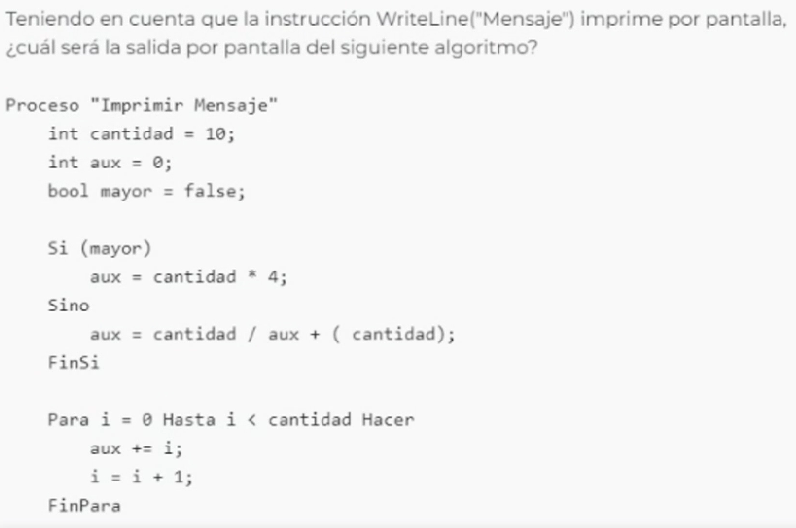 Teniendo en cuenta que la instrucción WriteLine("Mensaje") imprime por pantalla,
¿cuál será la salida por pantalla del siguiente algoritmo?
Proceso "Imprimir Mensaje"
int cantidad = 10;
int aux = 0;
bool mayor = false;
Si (mayor)
aux = cantidad * 4;
Sino
aux = cantidad / aux + ( cantidad);
FinSi
Para i = 0 Hasta i < cantidad Hacer
aux += i;
i = i + 1;
FinPara